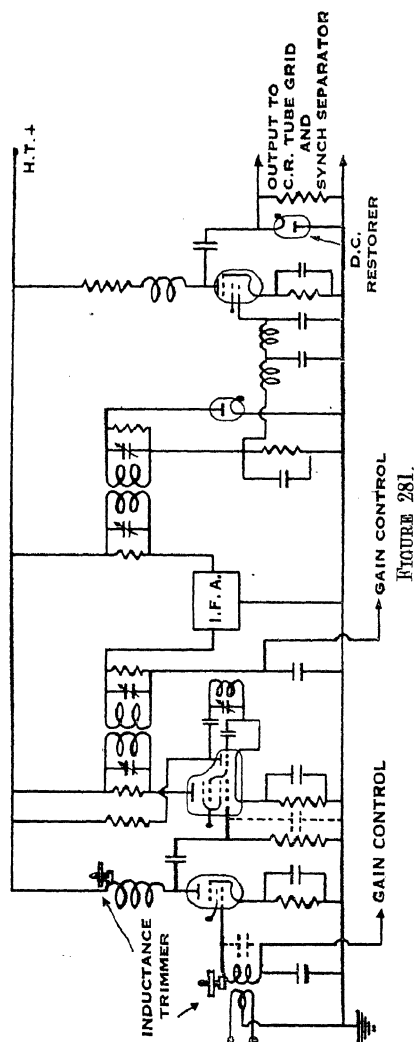 H.T.+
OUTPUT TO
C.R. TUBE GRID
AND
SYNCH SEPARATOR
D.C.
RESTORER
I.F.A.
INDUCTANCE
TRIMMER
GAIN CONTROL
GAIN CONTROL
FIGURE 281.